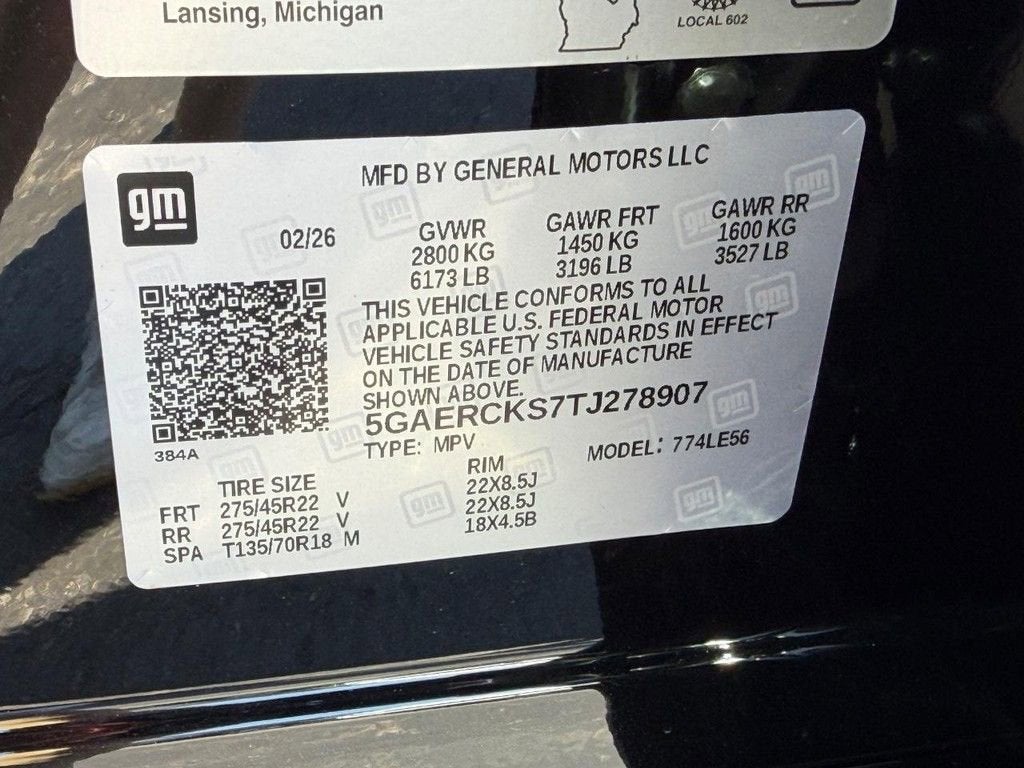 Lansing, Michigan
LOCAL 602
gm
MFD BY GENERAL MOTORS LLC
02/26
GVWR
2800 KG
6173 LB
GAWR FRT
1450 KG
3196 LB
GAWR RR
1600 KG
3527 LB
THIS VEHICLE CONFORMS TO ALL
APPLICABLE U.S. FEDERAL MOTOR
VEHICLE SAFETY STANDARDS IN EFFECT
ON THE DATE OF MANUFACTURE
SHOWN ABOVE.
5GAERCKS7TJ278907
384A
TYPE: MPV MODEL: 774LE56
TIRE SIZE RIM
FRT 275/45R22 V 22X8.5J
RR 275/45R22 V 22X8.5J
SPA T135/70R18 M 18X4.5B